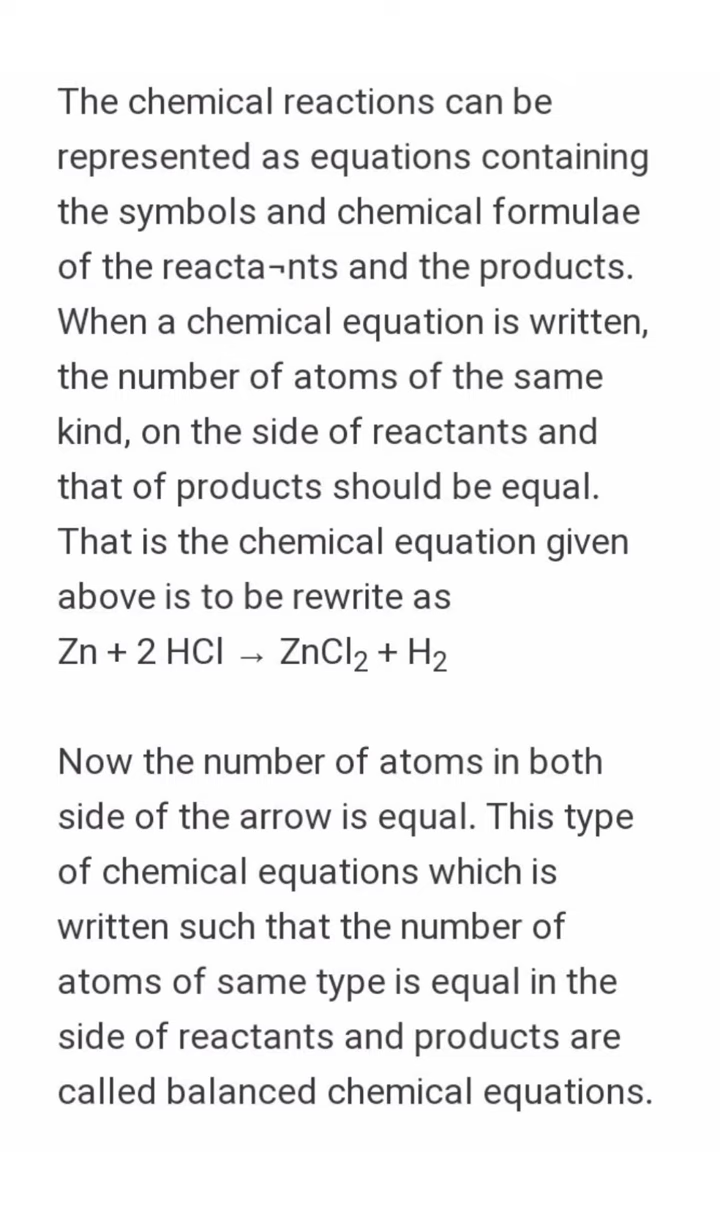 The chemical reactions can be
represented as equations containing
the symbols and chemical formulae
of the reacta¬nts and the products.
When a chemical equation is written,
the number of atoms of the same
kind, on the side of reactants and
that of products should be equal.
That is the chemical equation given
above is to be rewrite as
Zn + 2 HCl → ZnCl₂ + H₂
Now the number of atoms in both
side of the arrow is equal. This type
of chemical equations which is
written such that the number of
atoms of same type is equal in the
side of reactants and products are
called balanced chemical equations.